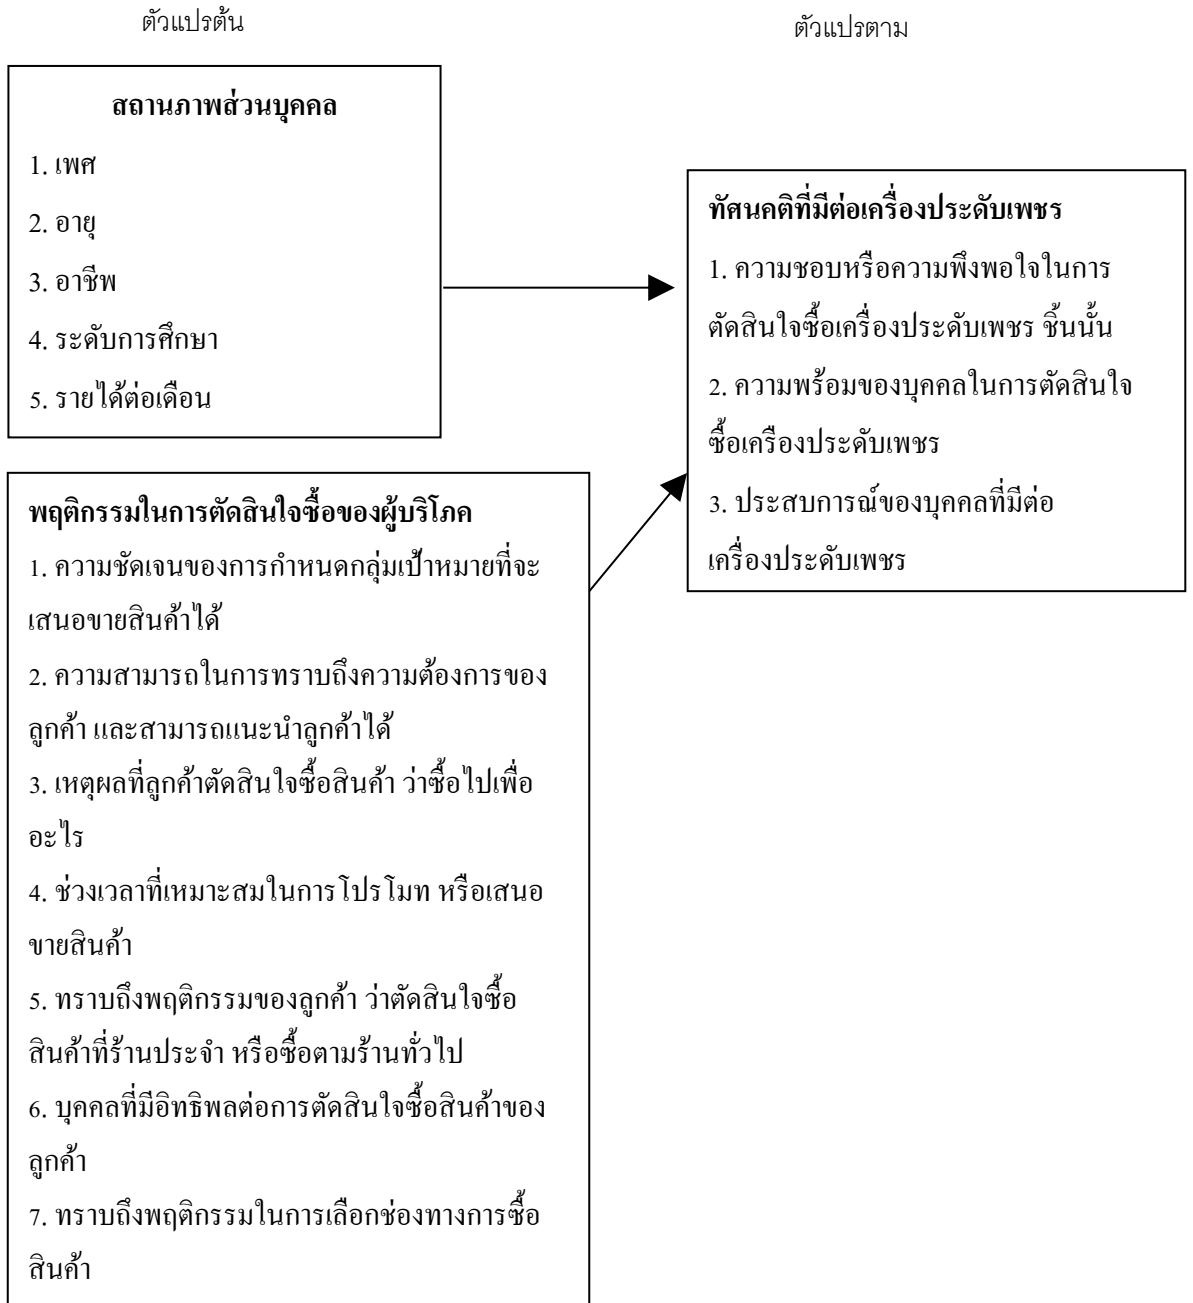 ตัวแปรต้น
ตัวแปรตาม
สถานภาพส่วนบุคคล
1. เพศ
2. อายุ
3. อาชีพ
4. ระดับการศึกษา
5. รายได้ต่อเดือน
ทัศนคติที่มีต่อเครื่องประดับเพชร
1. ความชอบหรือความพึงพอใจในการ
ตัดสินใจซื้อเครื่องประดับเพชร ชิ้นนั้น
2. ความพร้อมของบุคคลในการตัดสินใจ
ซื้อเครืองประดับเพชร
3. ประสบการณ์ของบุคคลที่มีต่อ
เครื่องประดับเพชร
พฤติกรรมในการตัดสินใจซื้อของผู้บริโภค
1. ความชัดเจนของการกำหนดกลุ่มเป้าหมายที่จะ
เสนอขายสินค้าได้
2. ความสามารถในการทราบถึงความต้องการของ
ลูกค้า และสามารถแนะนำลูกค้าได้
3. เหตุผลที่ลูกค้าตัดสินใจซื้อสินค้า ว่าซื้อไปเพื่อ
อะไร
4. ช่วงเวลาที่เหมาะสมในการโปรโมท หรือเสนอ
ขายสินค้า
5. ทราบถึงพฤติกรรมของลูกค้า ว่าตัดสินใจซื้อ
สินค้าที่ร้านประจำ หรือซื้อตามร้านทั่วไป
6. บุคคลที่มีอิทธิพลต่อการตัดสินใจซื้อสินค้าของ
ลูกค้า
7. ทราบถึงพฤติกรรมในการเลือกช่องทางการซื้อ
สินค้า